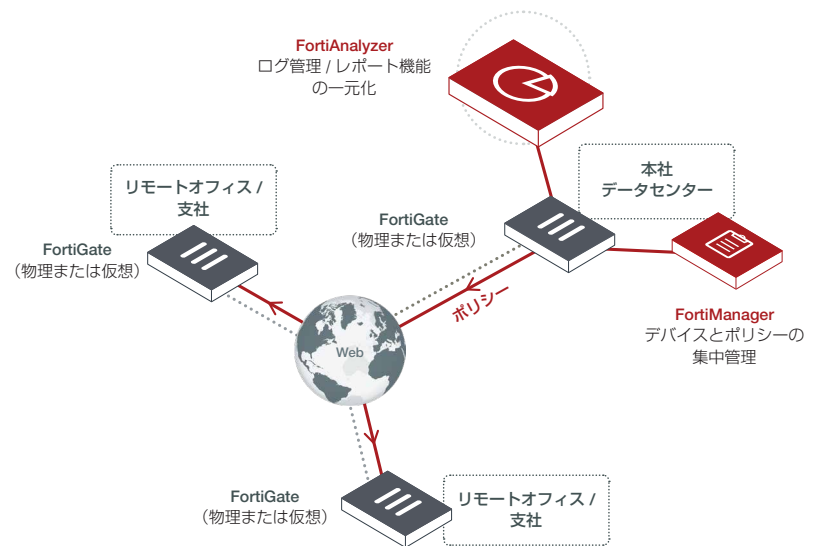 FortiAnalyzer
ログ管理 / レポート機能
の一元化
本社
データセンター
リモートオフィス /
支社
FortiGate
（物理または仮想）
FortiGate
（物理または仮想）
ポリシー
FortiManager
デバイスとポリシーの
集中管理
Web
FortiGate
（物理または仮想）
リモートオフィス /
支社